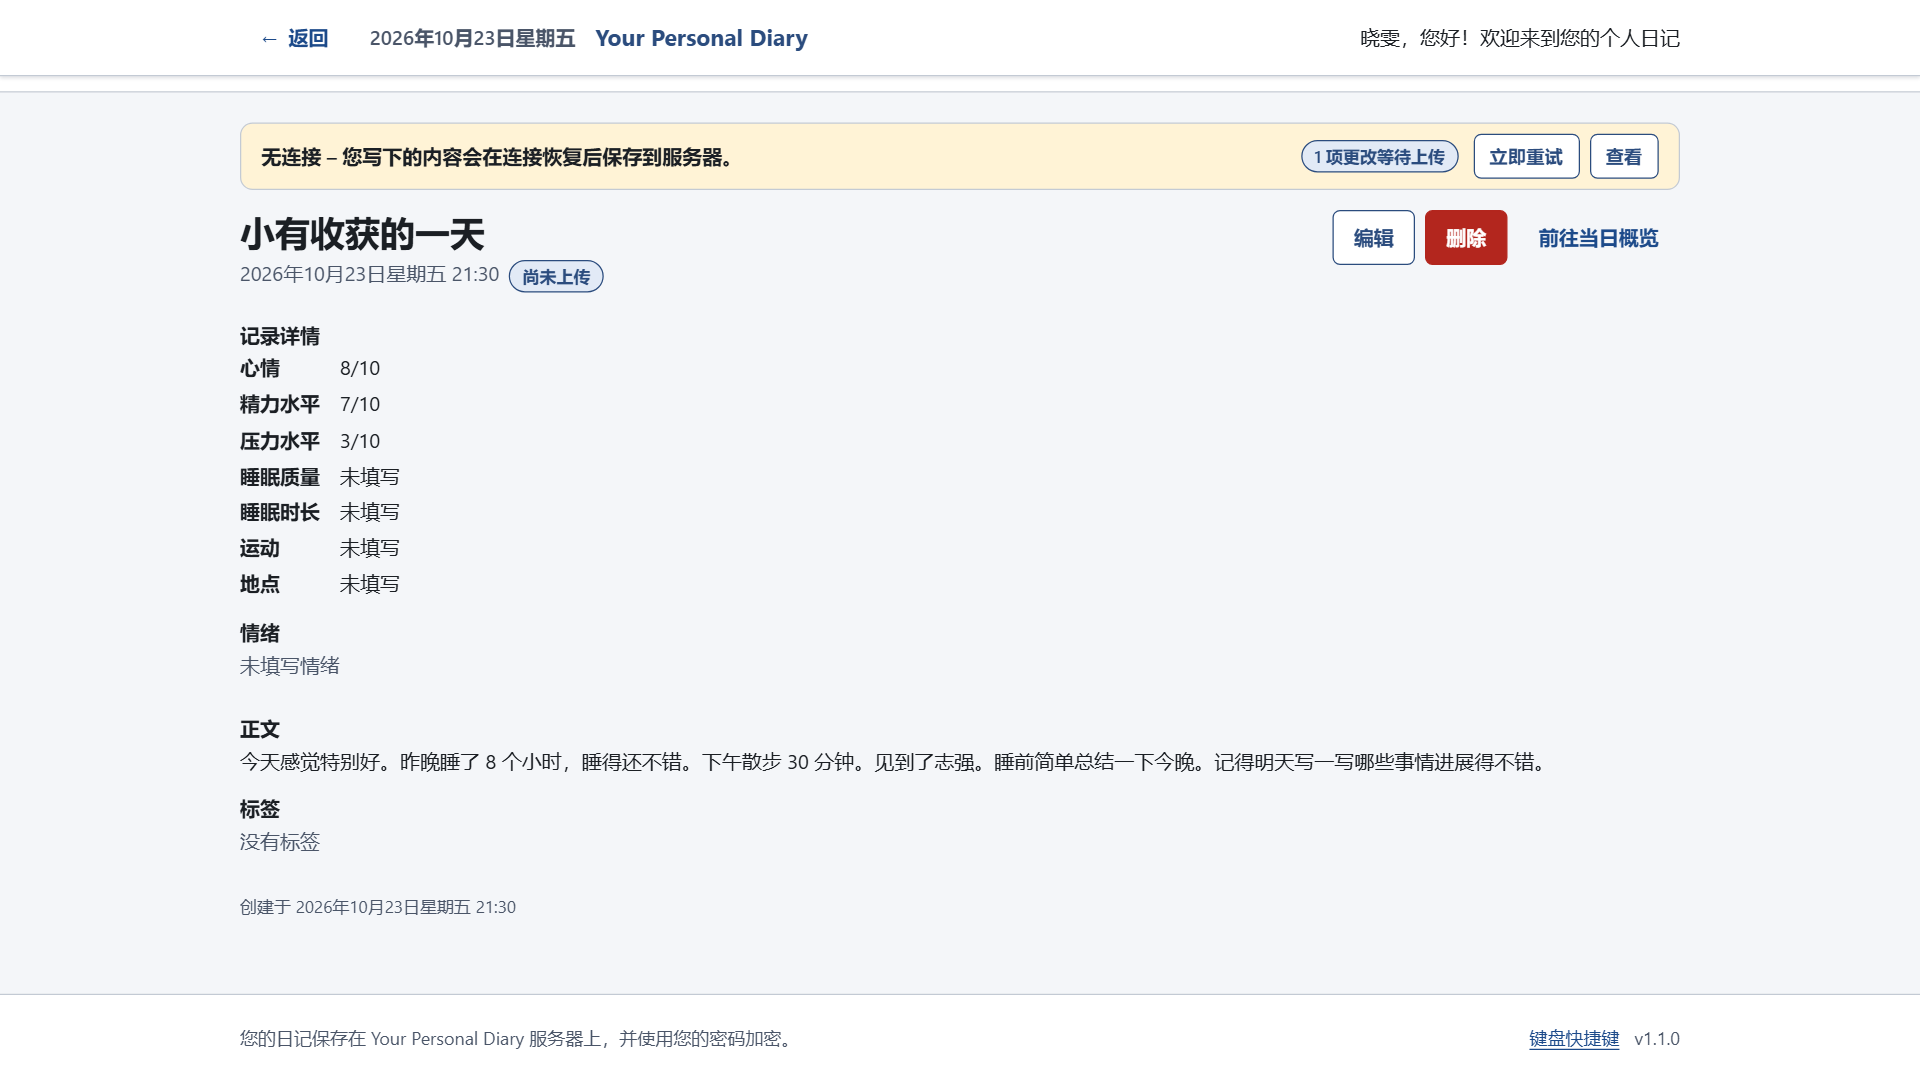 ← 返回 2026年10月23日星期五 Your Personal Diary 晓雯，您好！欢迎来到您的个人日记
无连接 – 您写下的内容会在连接恢复后保存到服务器。 1 项更改等待上传 立即重试 查看
小有收获的一天 编辑 删除 前往当日概览
2026年10月23日星期五 21:30 尚未上传
记录详情
心情 8/10
精力水平 7/10
压力水平 3/10
睡眠质量 未填写
睡眠时长 未填写
运动 未填写
地点 未填写
情绪
未填写情绪
正文
今天感觉特别好。昨晚睡了 8 个小时，睡得还不错。下午散步 30 分钟。见到了志强。睡前简单总结一下今晚。记得明天写一写哪些事情进展得不错。
标签
没有标签
创建于 2026年10月23日星期五 21:30
您的日记保存在 Your Personal Diary 服务器上，并使用您的密码加密。 键盘快捷键 v1.1.0